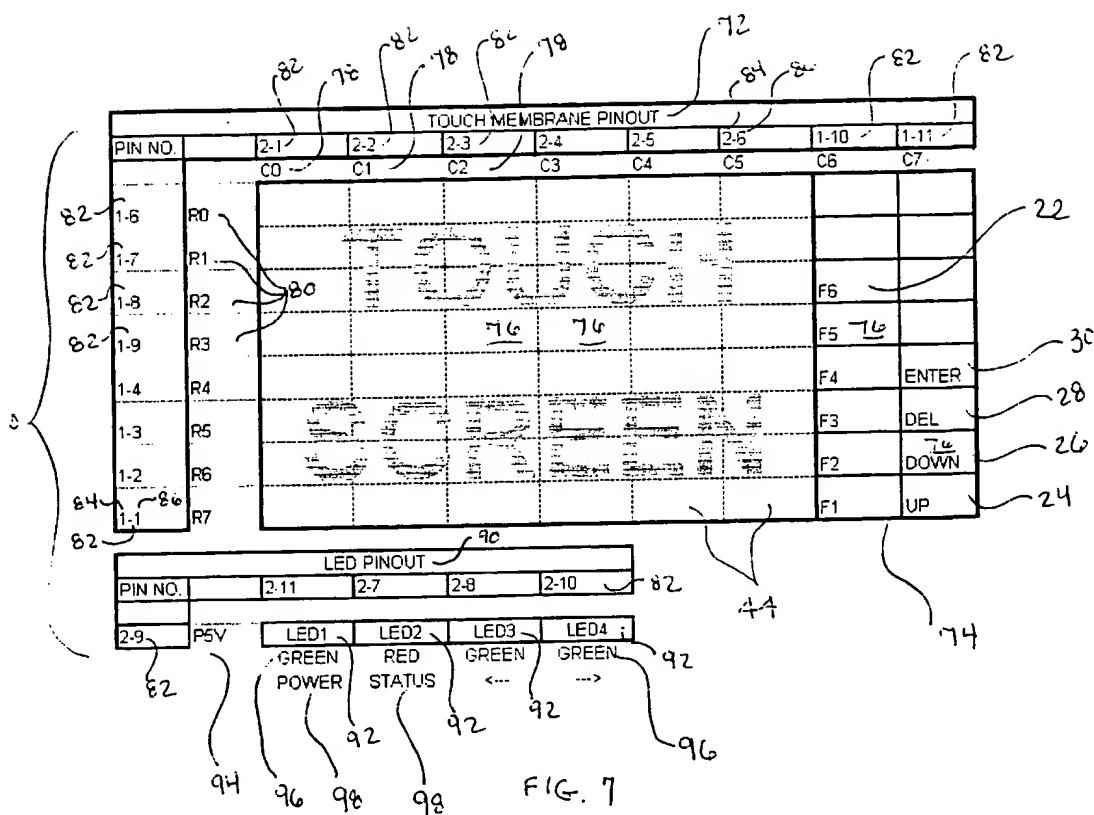 82 82 82
82 78 78 84 86 82 82
72
TOUCH MEMBRANE PINOUT
PIN NO. 2-1 2-2 2-3 2-4 2-5 2-6 1-10 1-11
C0 C1 C2 C3 C4 C5 C6 C7
82 1-6 R0
22
82 1-7 R1
TOUCH
82 1-8 R2 80 F6
82 1-9 R3 76 76 F5 76
1-4 R4 F4 ENTER
28
1-3 R5 F3 DEL
SCREEN
76
1-2 R6 F2 DOWN 26
84 86
1-1 R7 F1 UP 24
82
90
LED PINOUT
PIN NO. 2-11 2-7 2-8 2-10 82
44
74
2-9 P5V LED1 LED2 LED3 LED4 92
GREEN RED GREEN GREEN
82 POWER STATUS <--- --->
92 92 92 96
94 96 98 98
FIG. 7